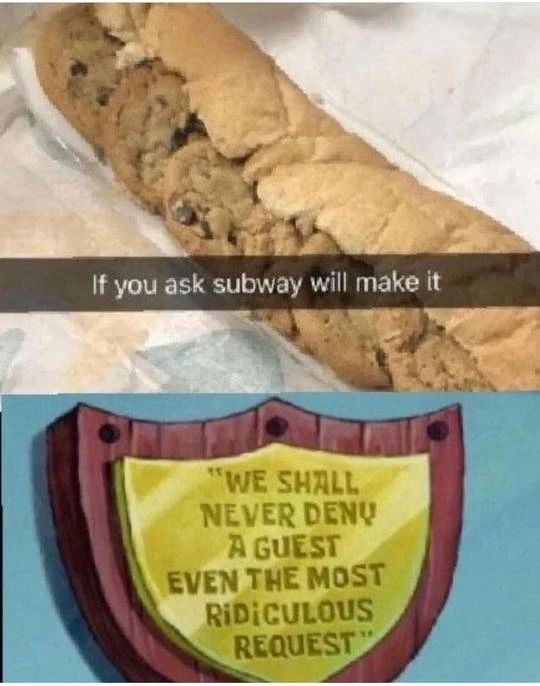 If you ask subway will make it
"WE SHALL
NEVER DENY
A GUEST
EVEN THE MOST
RiDiCULOUS
REQUEST"